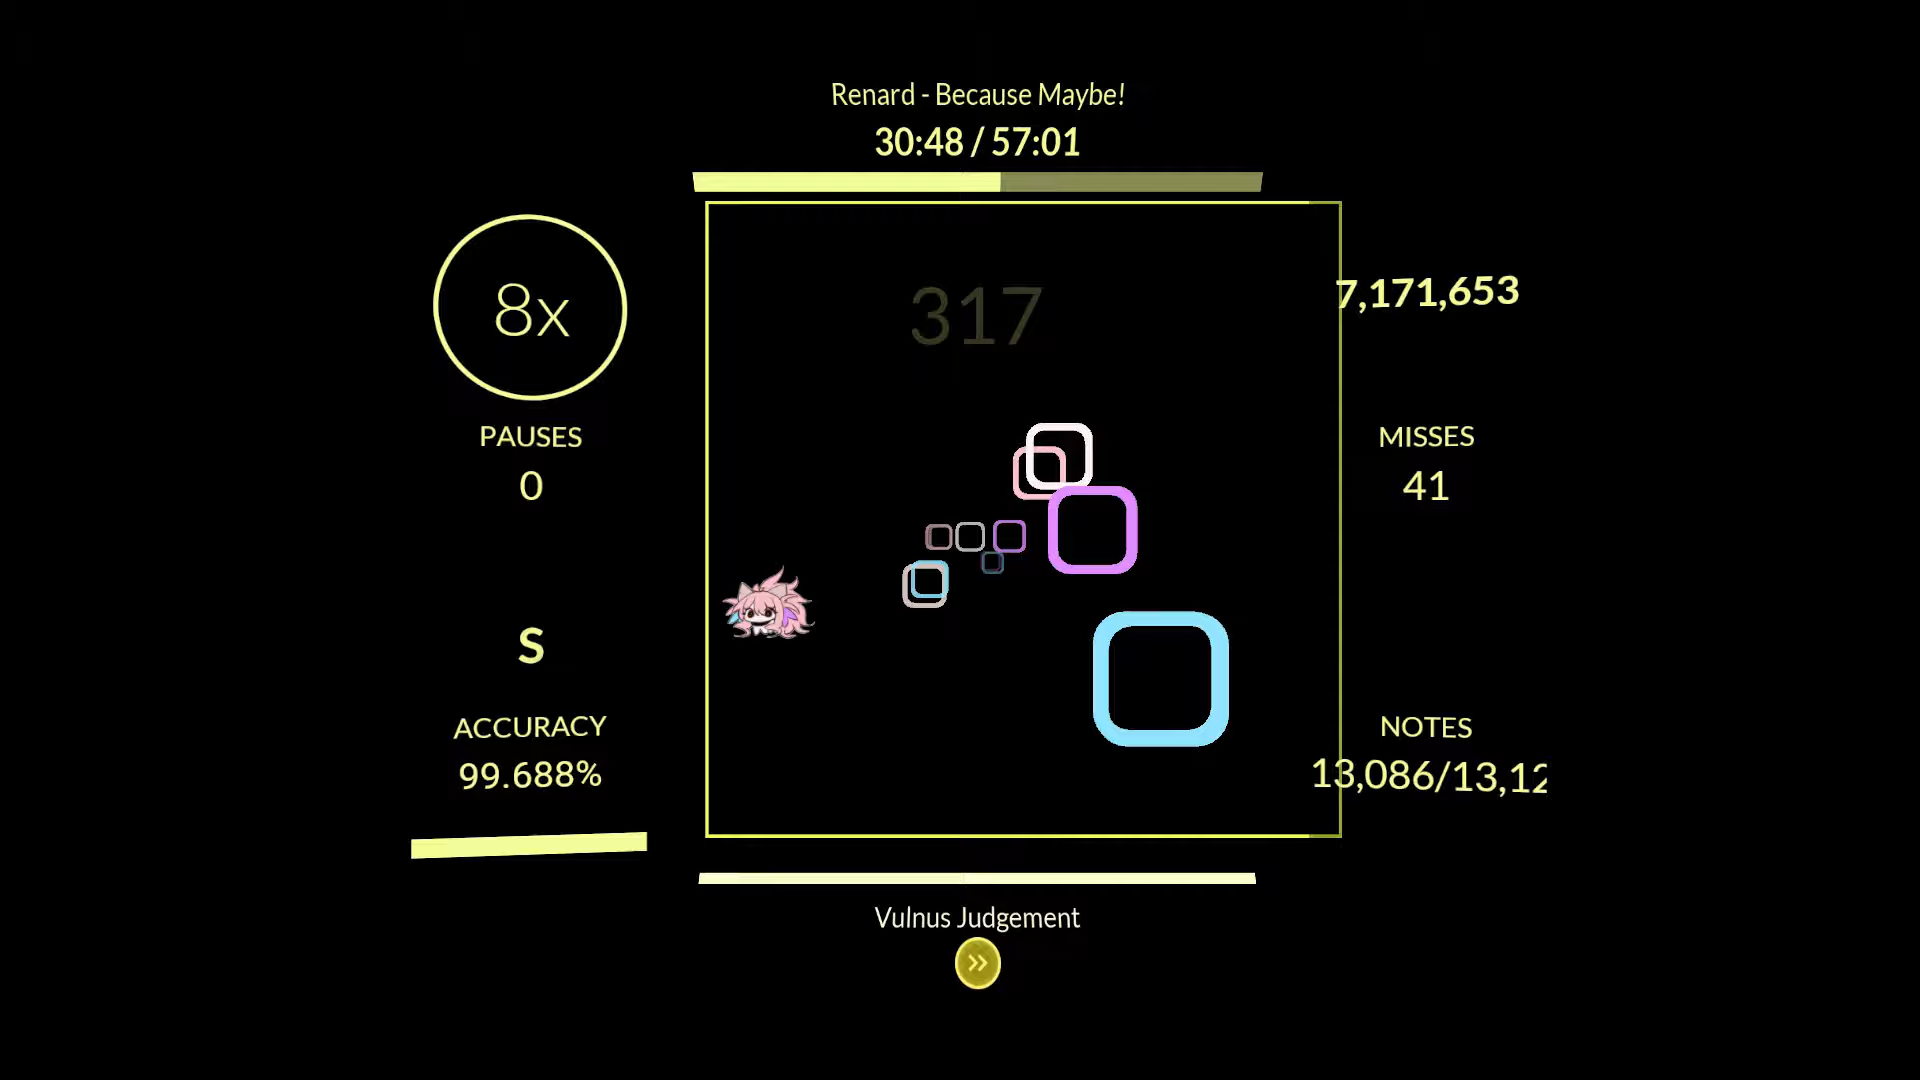 Renard - Because Maybe!
30:48 / 57:01
8x
317
7,171,653
PAUSES
0
MISSES
41
S
ACCURACY
99.688%
NOTES
13,086/13,12
Vulnus Judgement